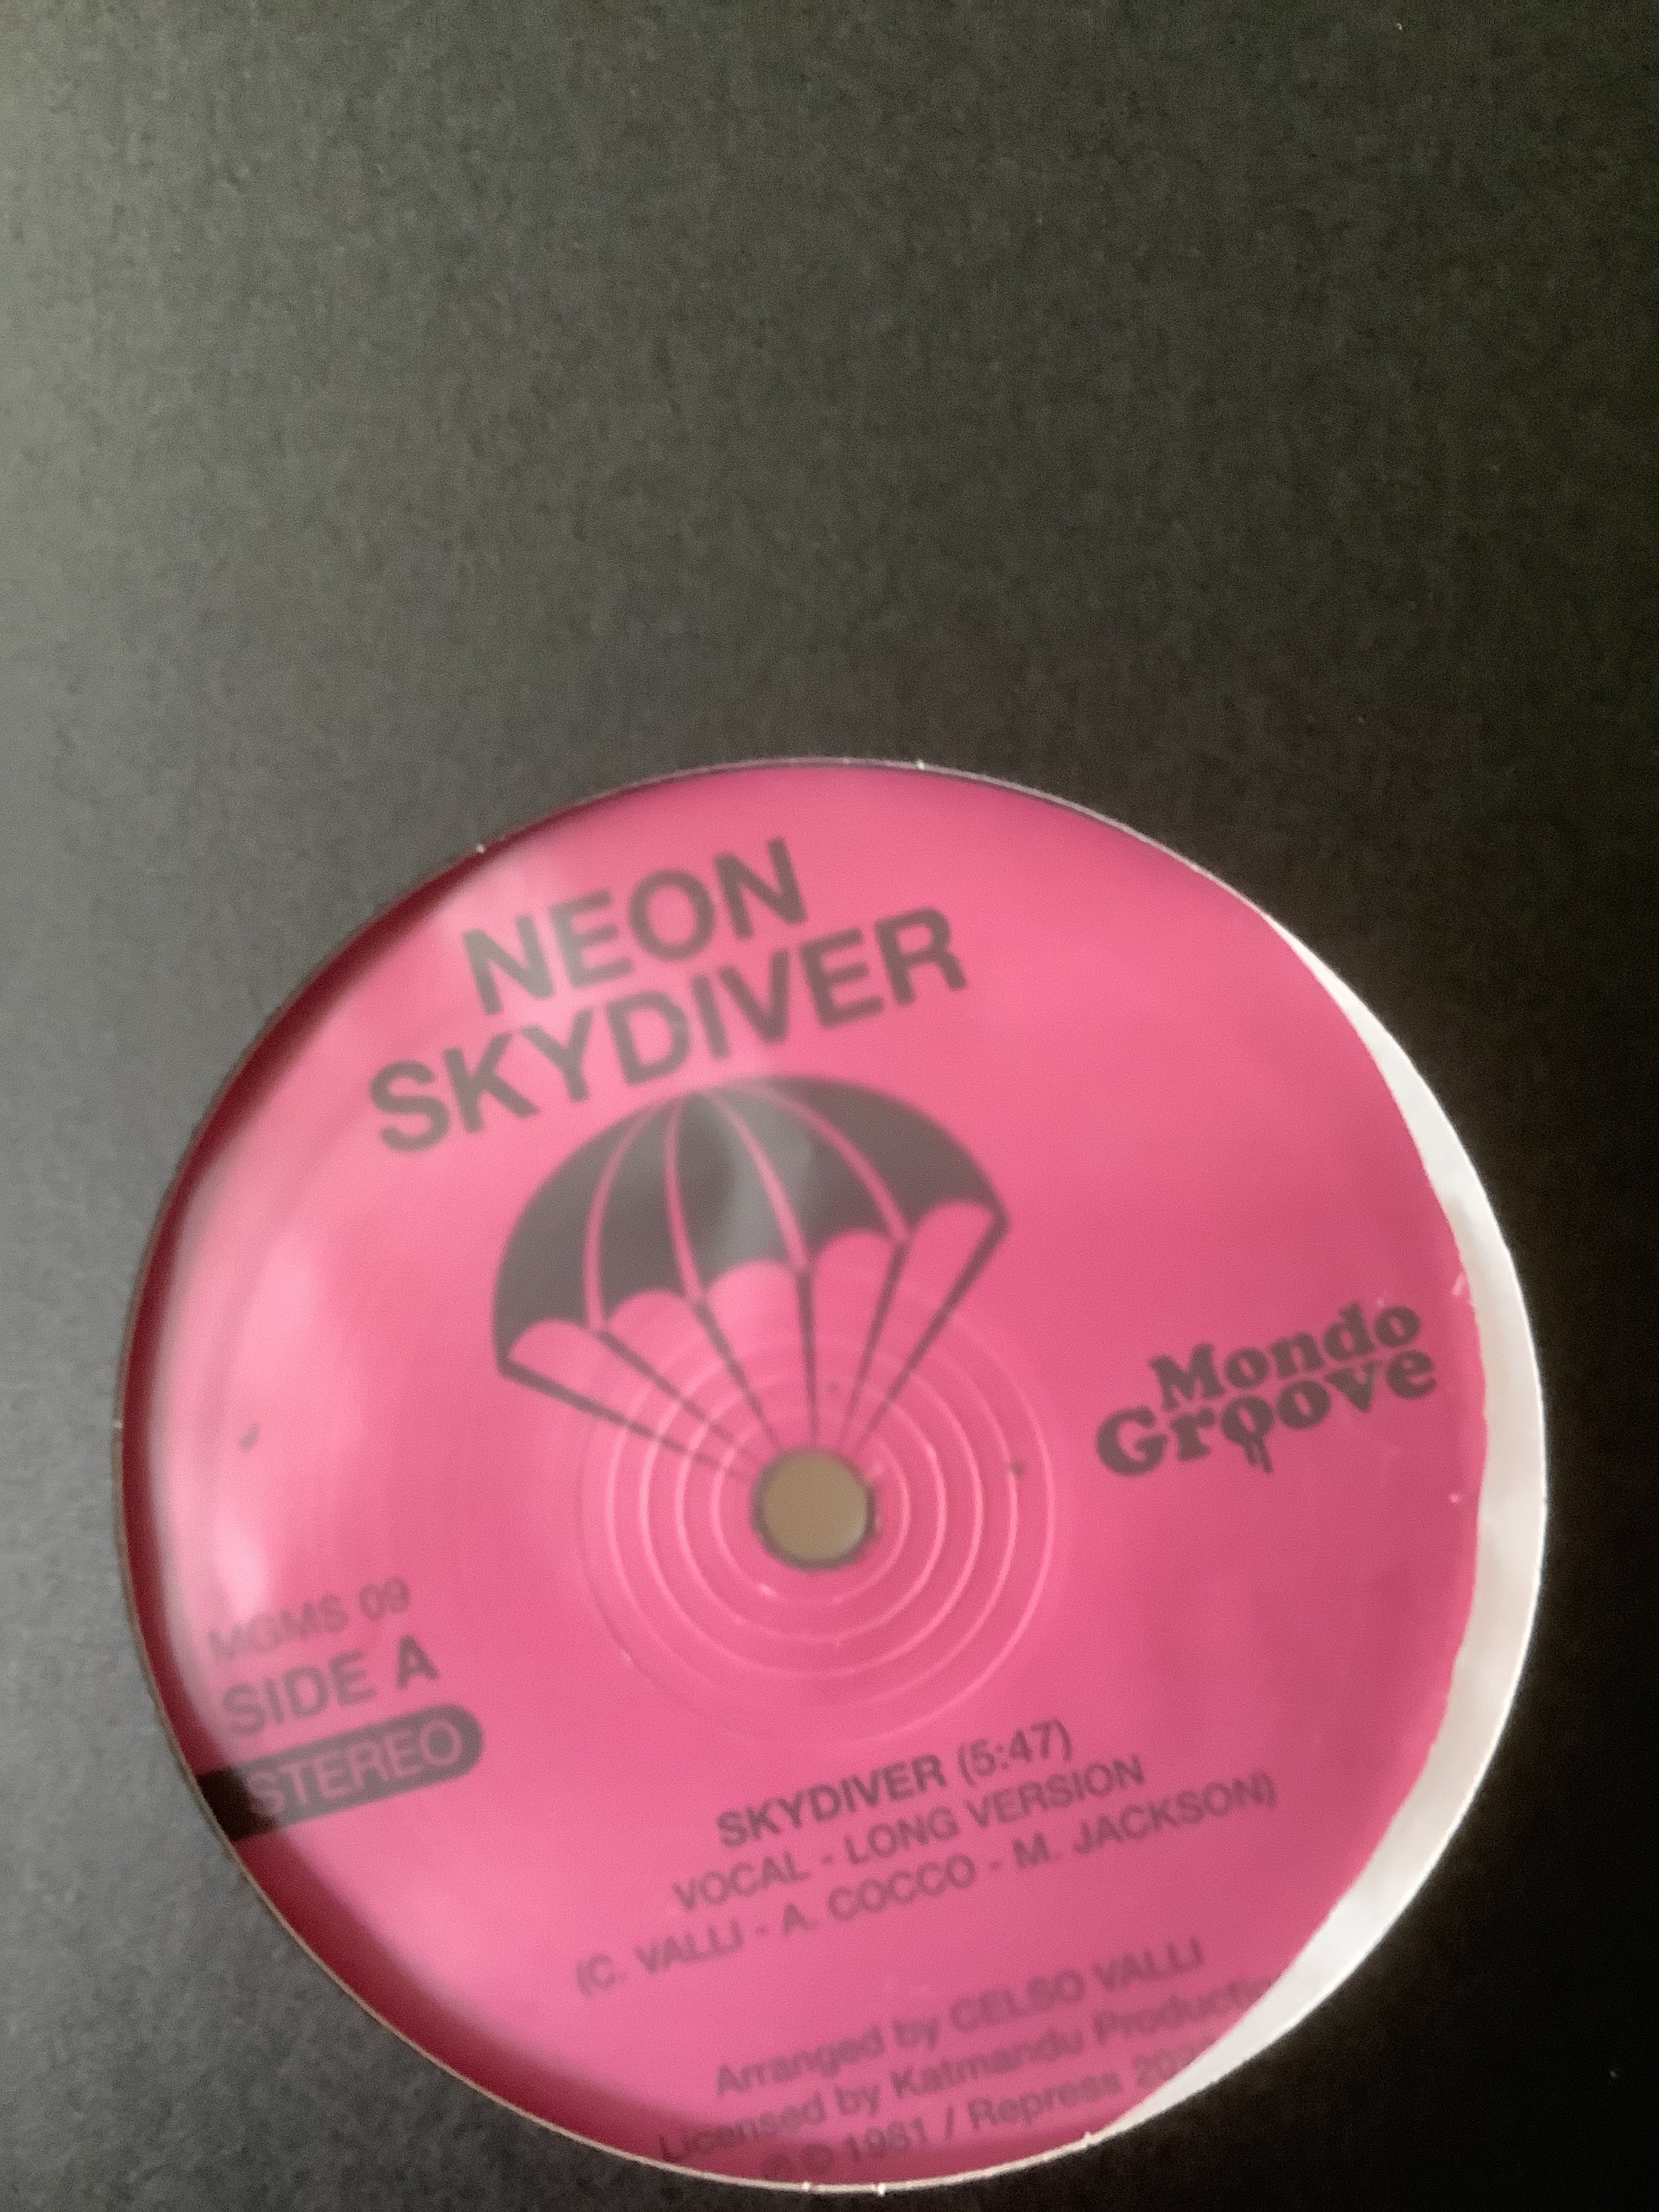 NEON
SKYDIVER
Mondo
Groove
MGMS 09
SIDE A
STEREO
SKYDIVER (5:47)
VOCAL - LONG VERSION
(C. VALLI - A. COCCO - M. JACKSON)
Arranged by CELSO VALLI
Licensed by Katmandu
℗ © 1981 / Repress